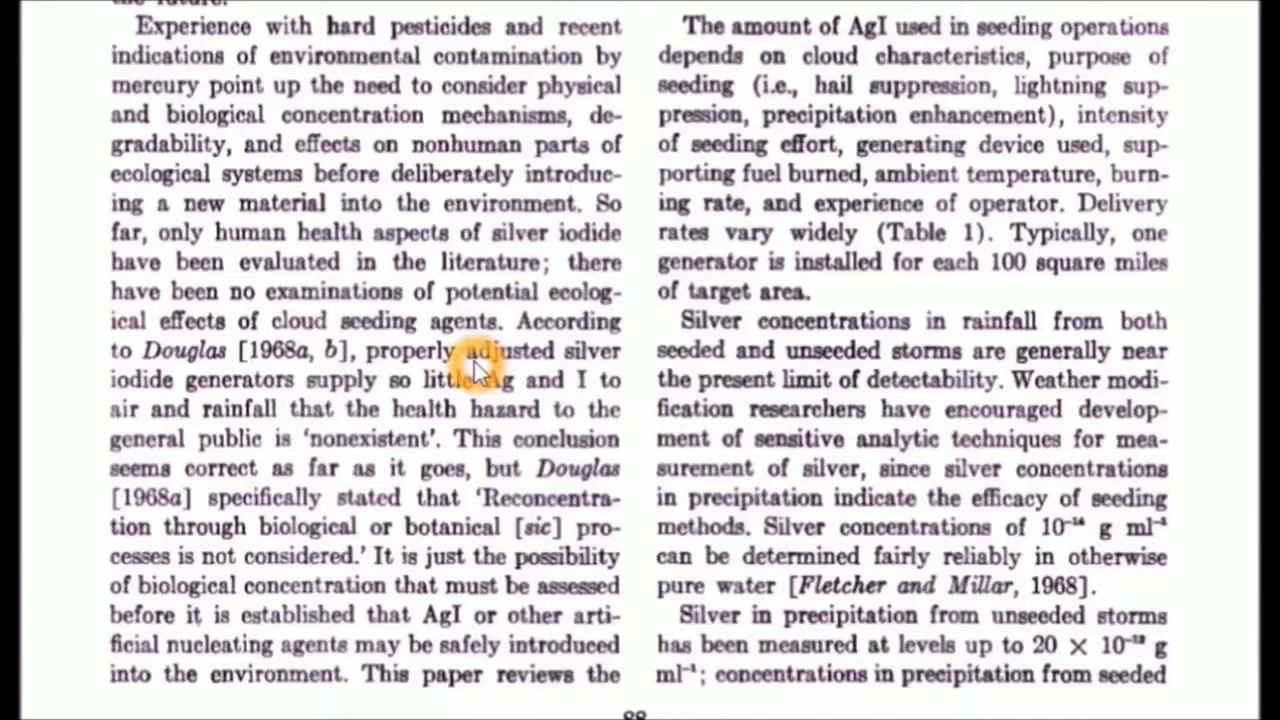 Experience with hard pesticides and recent
indications of environmental contamination by
mercury point up the need to consider physical
and biological concentration mechanisms, de-
gradability, and effects on nonhuman parts of
ecological systems before deliberately introduc-
ing a new material into the environment. So
far, only human health aspects of silver iodide
have been evaluated in the literature; there
have been no examinations of potential ecolog-
ical effects of cloud seeding agents. According
to Douglas [1968a, b], properly adjusted silver
iodide generators supply so little Ag and I to
air and rainfall that the health hazard to the
general public is ‘nonexistent’. This conclusion
seems correct as far as it goes, but Douglas
[1968a] specifically stated that ‘Reconcentra-
tion through biological or botanical [sic] pro-
cesses is not considered.’ It is just the possibility
of biological concentration that must be assessed
before it is established that AgI or other arti-
ficial nucleating agents may be safely introduced
into the environment. This paper reviews the
The amount of AgI used in seeding operations
depends on cloud characteristics, purpose of
seeding (i.e., hail suppression, lightning sup-
pression, precipitation enhancement), intensity
of seeding effort, generating device used, sup-
porting fuel burned, ambient temperature, burn-
ing rate, and experience of operator. Delivery
rates vary widely (Table 1). Typically, one
generator is installed for each 100 square miles
of target area.
Silver concentrations in rainfall from both
seeded and unseeded storms are generally near
the present limit of detectability. Weather modi-
fication researchers have encouraged develop-
ment of sensitive analytic techniques for mea-
surement of silver, since silver concentrations
in precipitation indicate the efficacy of seeding
methods. Silver concentrations of g ml⁻¹
can be determined fairly reliably in otherwise
pure water [Fletcher and Millar, 1968].
Silver in precipitation from unseeded storms
has been measured at levels up to 20 × g
ml⁻¹; concentrations in precipitation from seeded